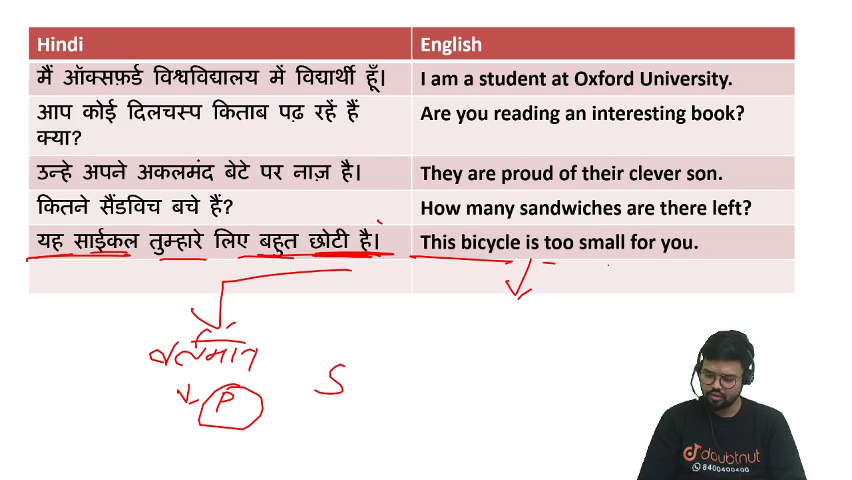 Hindi English
मैं ऑक्सफ़र्ड विश्वविद्यालय में विद्यार्थी हूँ। I am a student at Oxford University.
आप कोई दिलचस्प किताब पढ रहें हैं Are you reading an interesting book?
क्या?
उन्हे अपने अकलमंद बेटे पर नाज़ है। They are proud of their clever son.
कितने सैंडविच बचे हैं? How many sandwiches are there left?
यह साईकल तुम्हारे लिए बहुत छोटी है। This bicycle is too small for you.
वर्तमान
P
S
doubtnut
8400400400